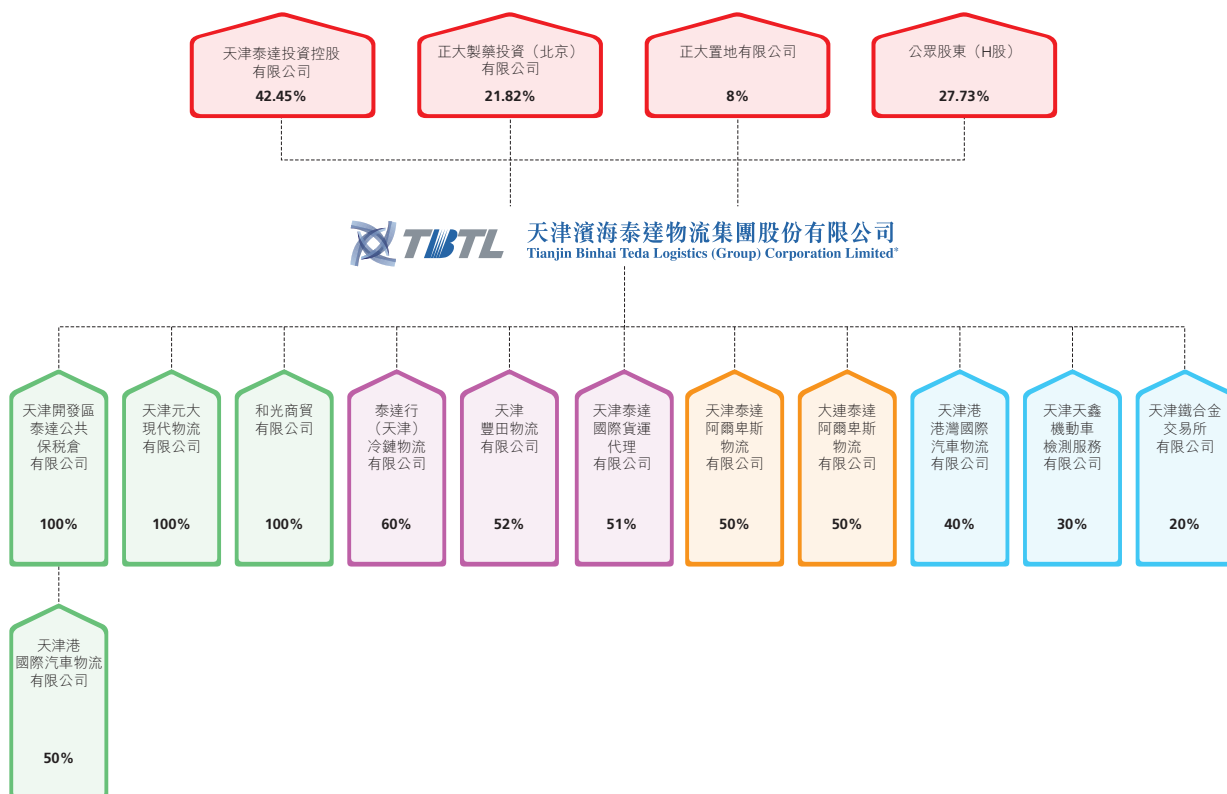 天津泰達投資控股
有限公司
42.45%
正大製藥投資（北京）
有限公司
21.82%
正大置地有限公司
8%
公眾股東（H股）
27.73%
TBTL
天津濱海泰達物流集團股份有限公司
Tianjin Binhai Teda Logistics (Group) Corporation Limited*
天津開發區
泰達公共
保稅倉
有限公司
100%
天津元大
現代物流
有限公司
100%
和光商貿
有限公司
100%
泰達行
（天津）
冷鏈物流
有限公司
60%
天津
豐田物流
有限公司
52%
天津泰達
國際貨運
代理
有限公司
51%
天津泰達
阿爾卑斯
物流
有限公司
50%
大連泰達
阿爾卑斯
物流
有限公司
50%
天津港
港灣國際
汽車物流
有限公司
40%
天津天鑫
機動車
檢測服務
有限公司
30%
天津鐵合金
交易所
有限公司
20%
天津港
國際汽車物流
有限公司
50%